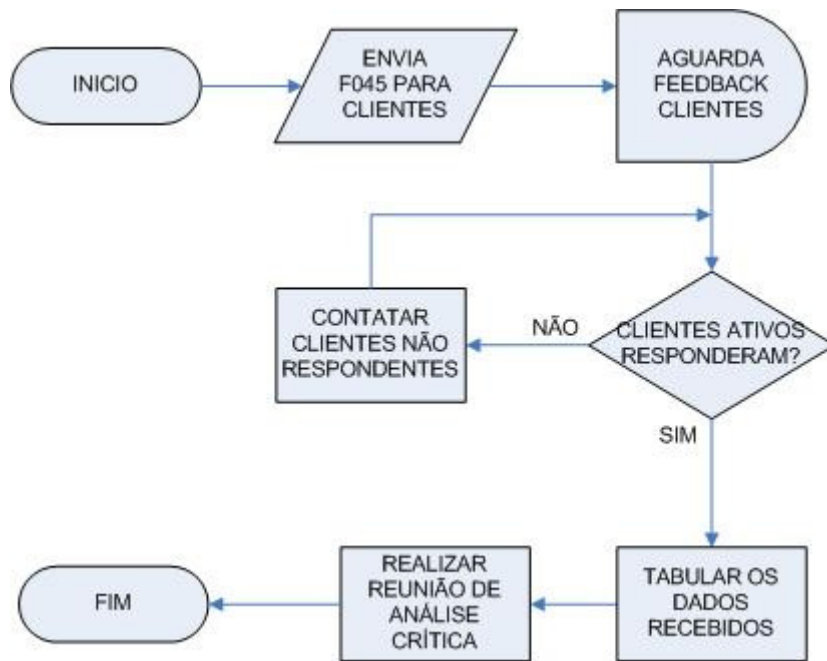 INICIO
ENVIA
F045 PARA
CLIENTES
AGUARDA
FEEDBACK
CLIENTES
CONTATAR
CLIENTES NÃO
RESPONDENTES
NÃO
CLIENTES ATIVOS
RESPONDERAM?
SIM
TABULAR OS
DADOS
RECEBIDOS
REALIZAR
REUNIÃO DE
ANÁLISE
CRÍTICA
FIM